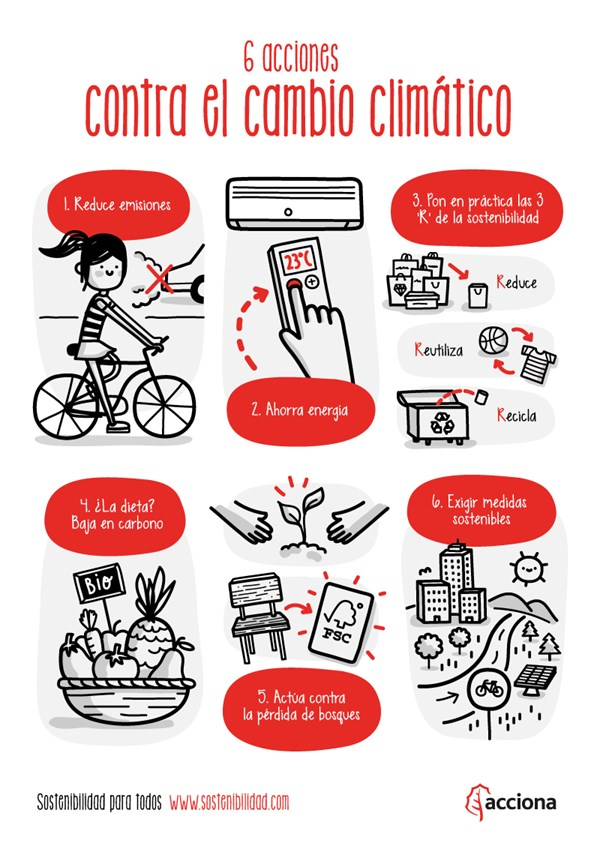 6 acciones
contra el cambio climático
1. Reduce emisiones
23°C
+
2. Ahorra energía
3. Pon en práctica las 3
'R' de la sostenibilidad
Reduce
Reutiliza
Recicla
4. ¿La dieta?
Baja en carbono
Bio
FSC
5. Actúa contra
la pérdida de bosques
6. Exigir medidas
sostenibles
Sostenibilidad para todos www.sostenibilidad.com
acciona